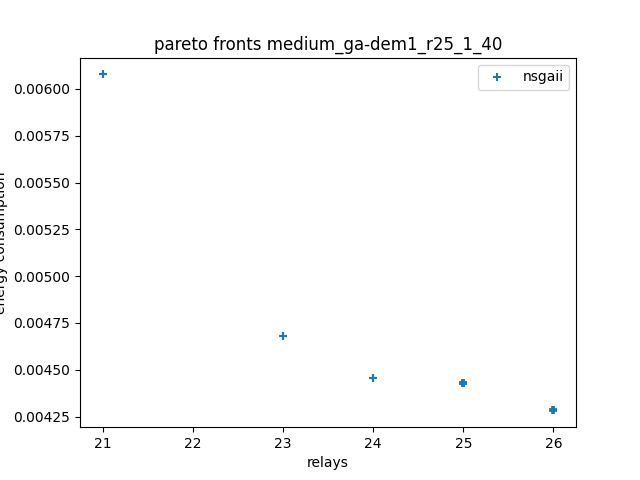 pareto fronts medium_ga-dem1_r25_1_40
nsgaii
0.00600
0.00575
0.00550
0.00525
0.00500
0.00475
0.00450
0.00425
energy consumption
21 22 23 24 25 26
relays